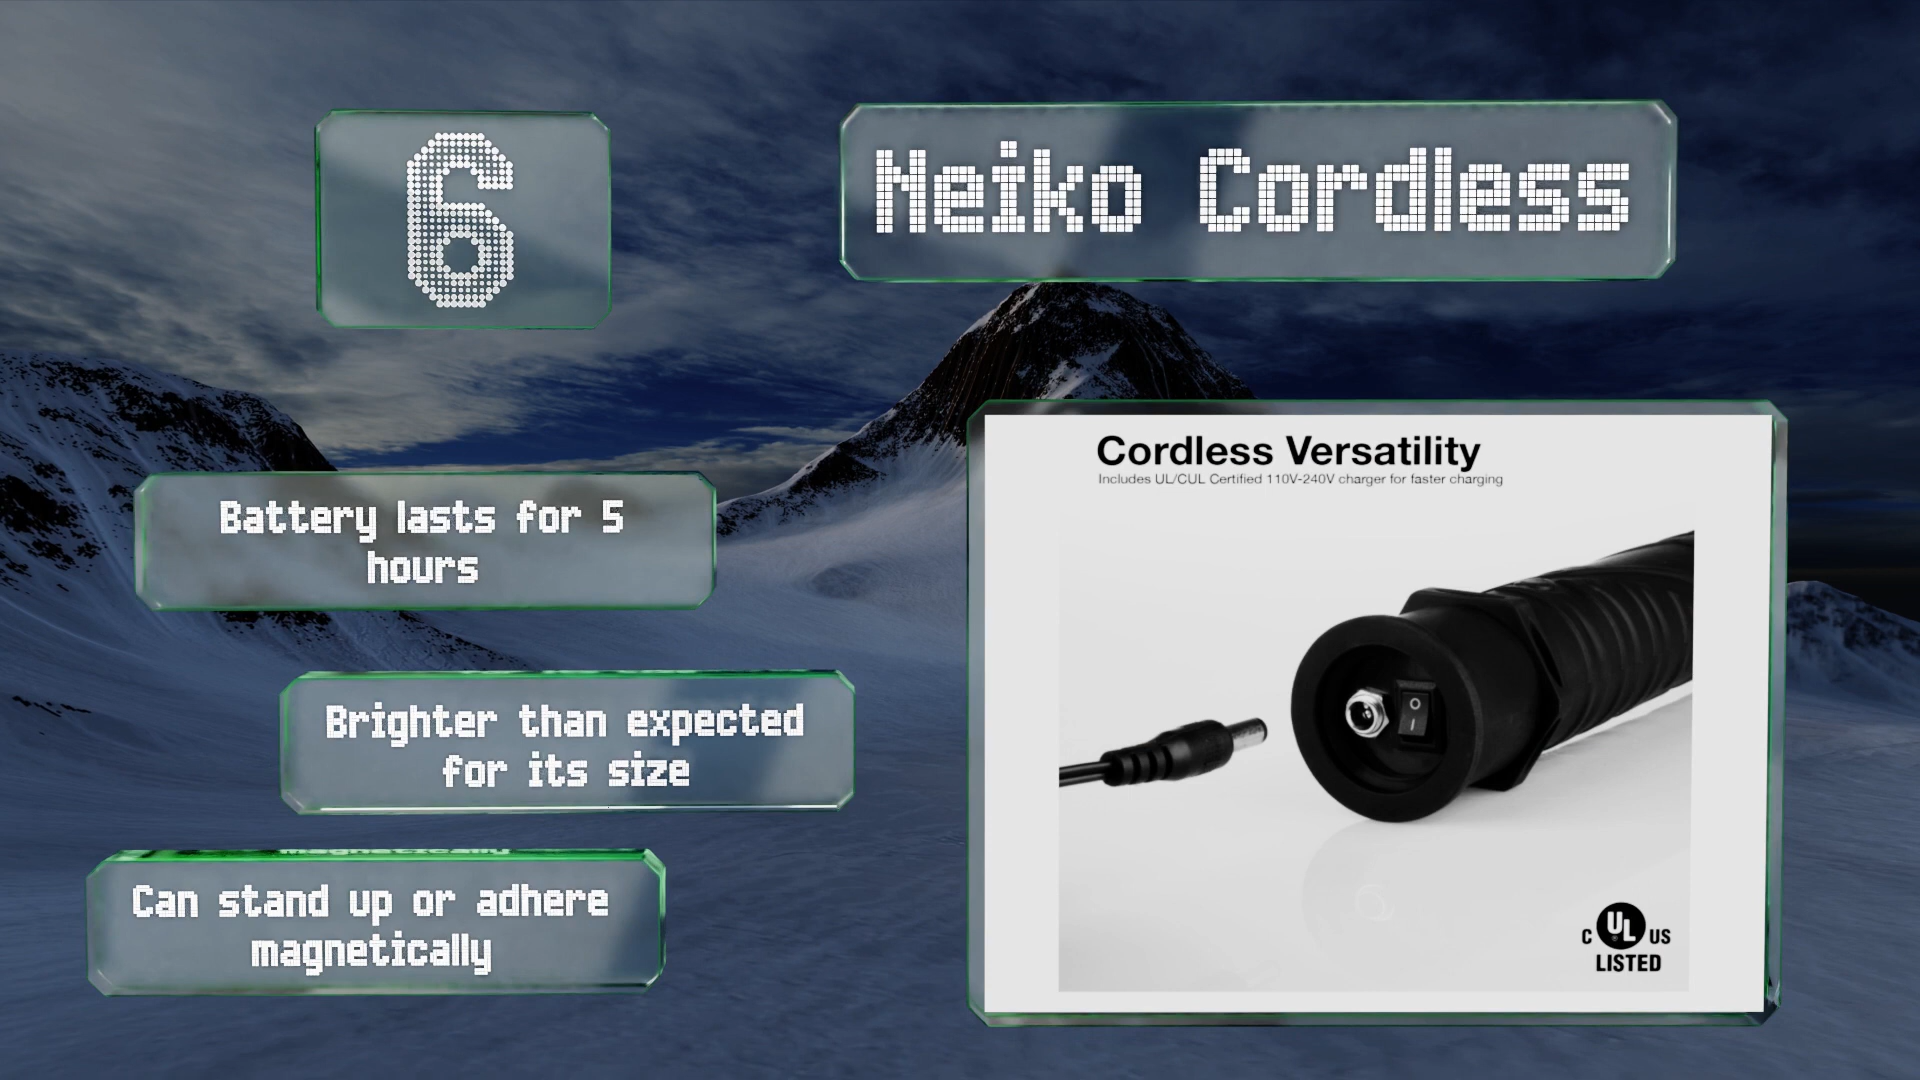 6
Neiko Cordless
Battery lasts for 5
hours
Brighter than expected
for its size
magnetically
Can stand up or adhere
magnetically
Cordless Versatility
Includes UL/CUL Certified 110V-240V charger for faster charging
O
I
C UL US
LISTED